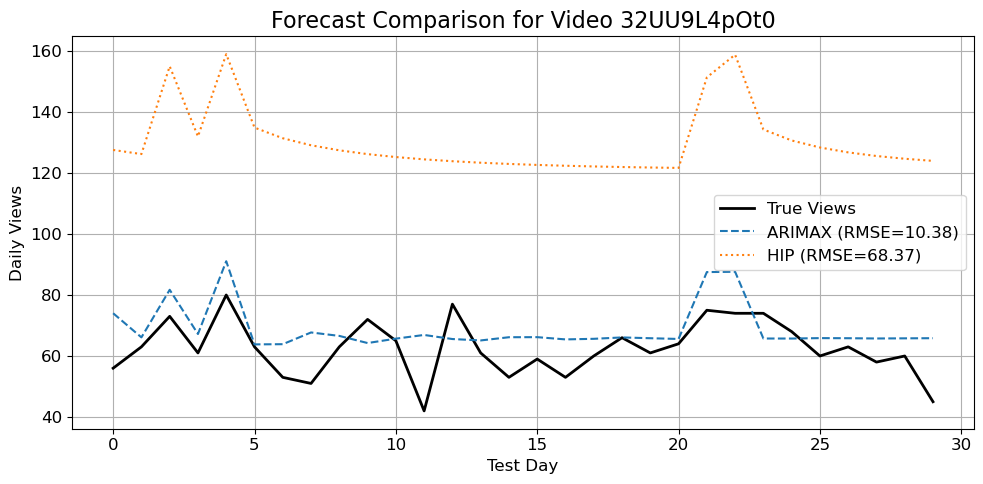 Forecast Comparison for Video 32UU9L4pOt0
Daily Views
160
140
120
100
80
60
40
True Views
ARIMAX (RMSE=10.38)
HIP (RMSE=68.37)
0 5 10 15 20 25 30
Test Day